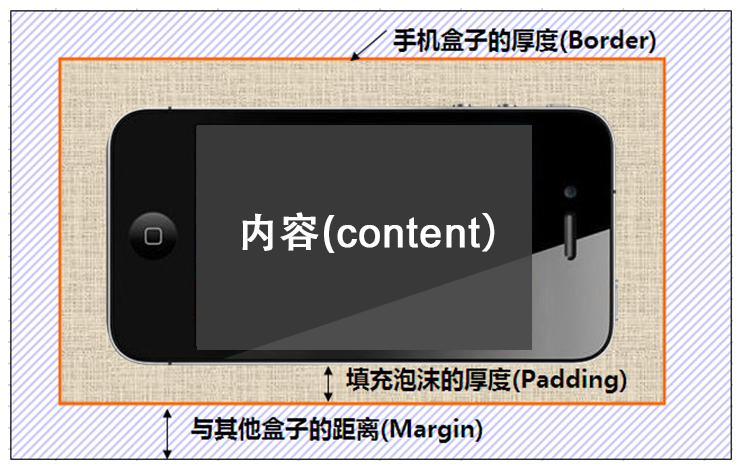 手机盒子的厚度(Border)
内容(content)
填充泡沫的厚度(Padding)
与其他盒子的距离(Margin)